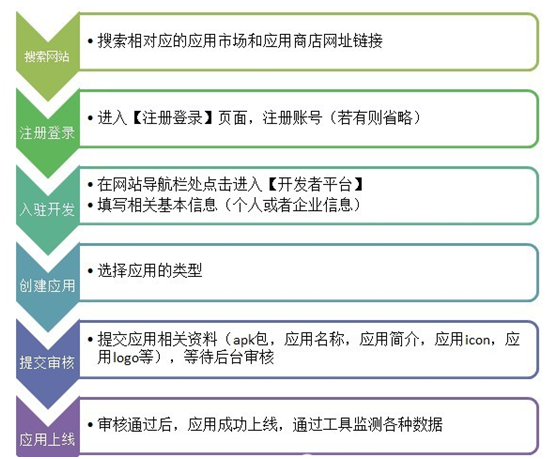 搜索网站
• 搜索相对应的应用市场和应用商店网址链接
注册登录
• 进入【注册登录】页面，注册账号（若有则省略）
入驻开发
• 在网站导航栏处点击进入【开发者平台】
• 填写相关基本信息（个人或者企业信息）
创建应用
• 选择应用的类型
提交审核
• 提交应用相关资料（apk包，应用名称，应用简介，应用icon，应
用logo等），等待后台审核
应用上线
• 审核通过后，应用成功上线，通过工具监测各种数据